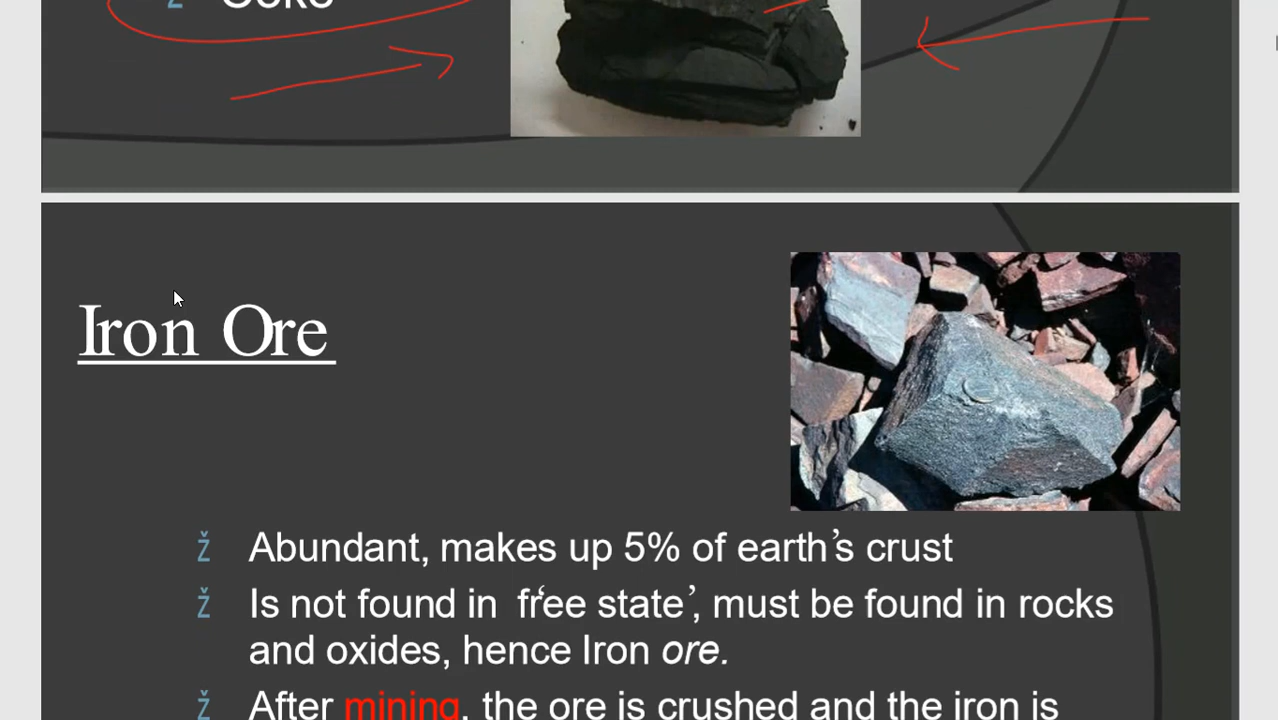 ž Coke
Iron Ore
ž Abundant, makes up 5% of earth’s crust
ž Is not found in ‘free state’, must be found in rocks
and oxides, hence Iron ore.
ž After mining, the ore is crushed and the iron is